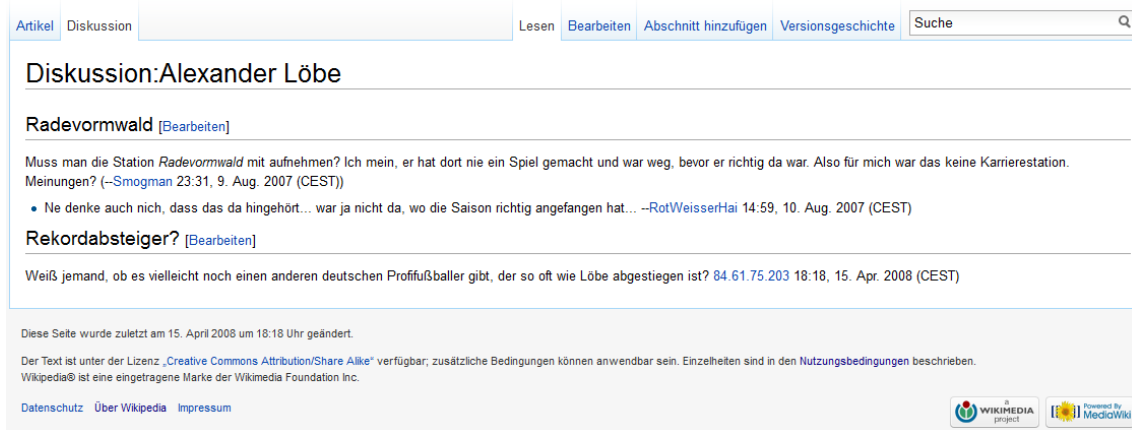 Artikel Diskussion Lesen Bearbeiten Abschnitt hinzufügen Versionsgeschichte Suche
Diskussion:Alexander Löbe
Radevormwald [Bearbeiten]
Muss man die Station Radevormwald mit aufnehmen? Ich mein, er hat dort nie ein Spiel gemacht und war weg, bevor er richtig da war. Also für mich war das keine Karrierestation.
Meinungen? (--Smogman 23:31, 9. Aug. 2007 (CEST))
• Ne denke auch nich, dass das da hingehört... war ja nicht da, wo die Saison richtig angefangen hat... --RotWeisserHai 14:59, 10. Aug. 2007 (CEST)
Rekordabsteiger? [Bearbeiten]
Weiß jemand, ob es vielleicht noch einen anderen deutschen Profifußballer gibt, der so oft wie Löbe abgestiegen ist? 84.61.75.203 18:18, 15. Apr. 2008 (CEST)
Diese Seite wurde zuletzt am 15. April 2008 um 18:18 Uhr geändert.
Der Text ist unter der Lizenz „Creative Commons Attribution/Share Alike“ verfügbar; zusätzliche Bedingungen können anwendbar sein. Einzelheiten sind in den Nutzungsbedingungen beschrieben.
Wikipedia® ist eine eingetragene Marke der Wikimedia Foundation Inc.
Datenschutz Über Wikipedia Impressum
a
WIKIMEDIA
project
Powered By
MediaWiki